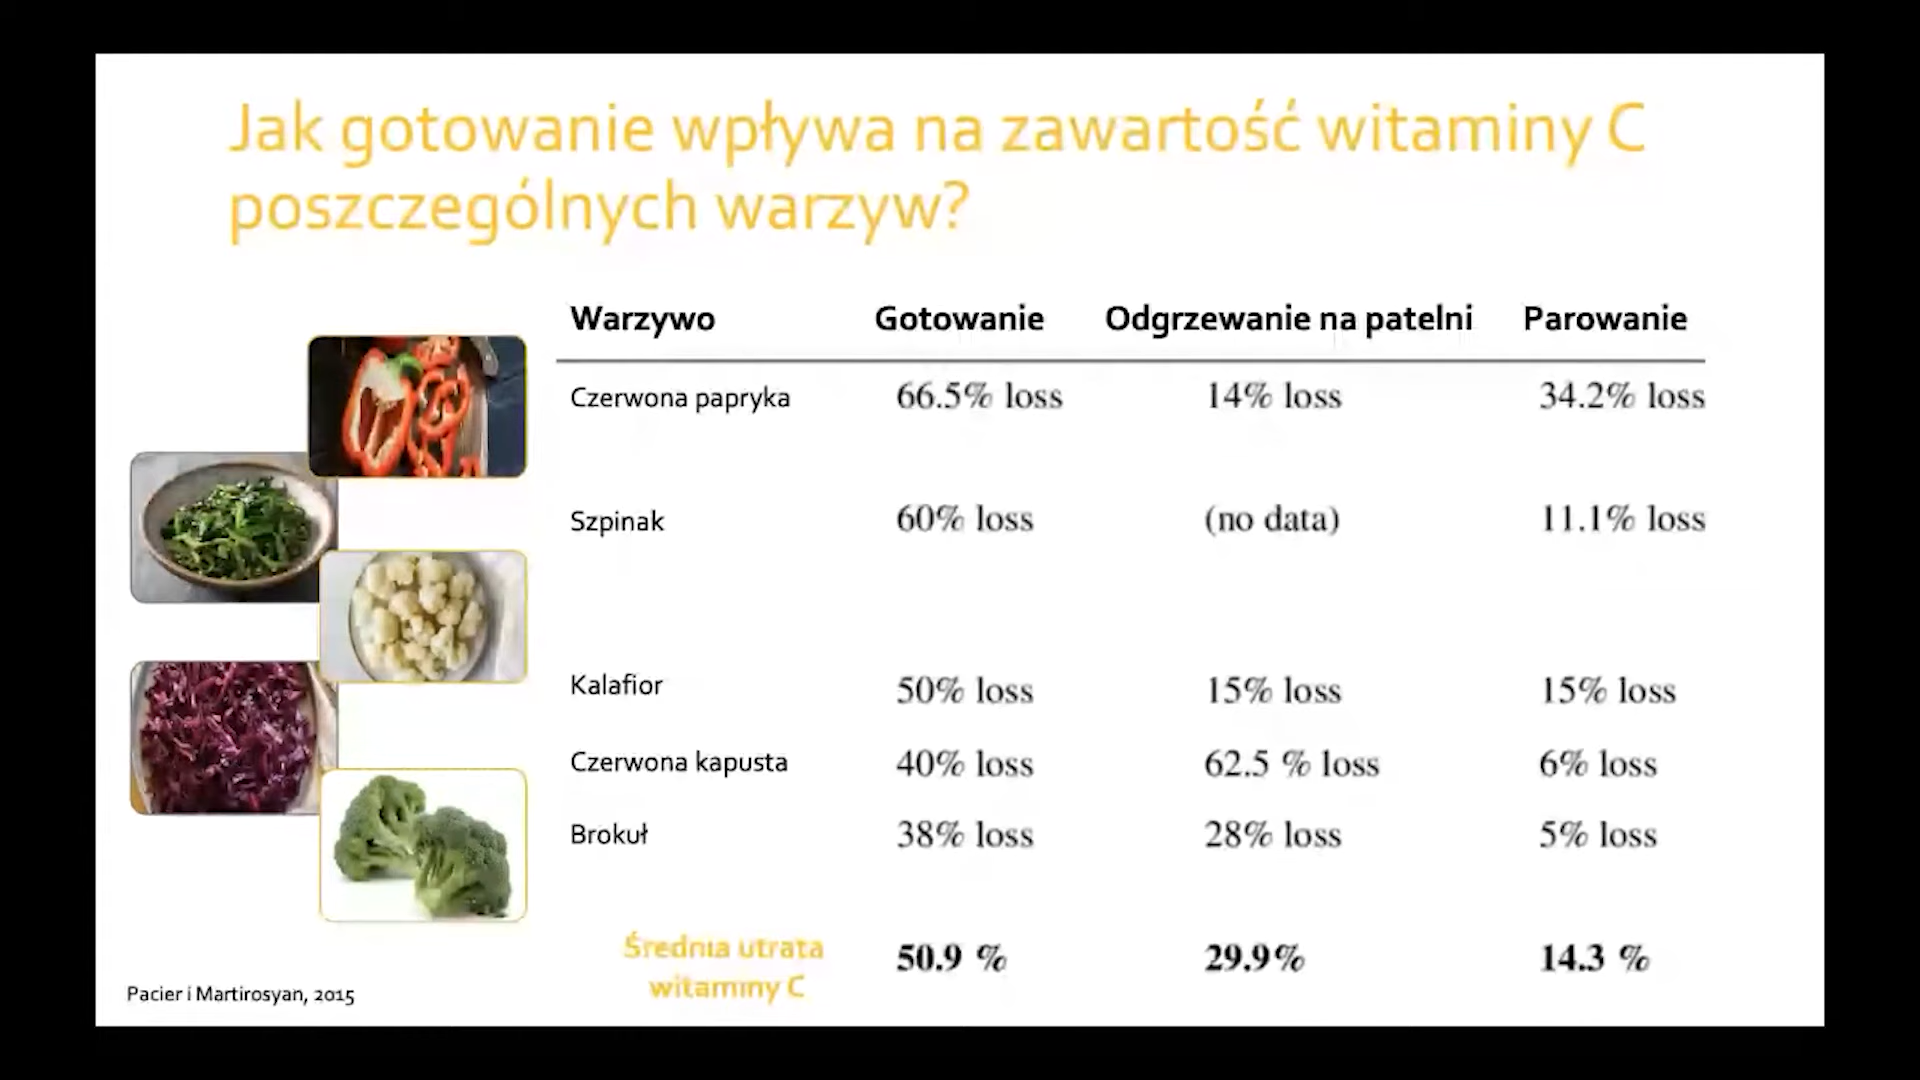 Jak gotowanie wpływa na zawartość witaminy C
poszczególnych warzyw?
Warzywo Gotowanie Odgrzewanie na patelni Parowanie
Czerwona papryka 66.5% loss 14% loss 34.2% loss
Szpinak 60% loss (no data) 11.1% loss
Kalafior 50% loss 15% loss 15% loss
Czerwona kapusta 40% loss 62.5 % loss 6% loss
Brokuł 38% loss 28% loss 5% loss
Średnia utrata
witaminy C 50.9 % 29.9% 14.3 %
Pacier i Martirosyan, 2015